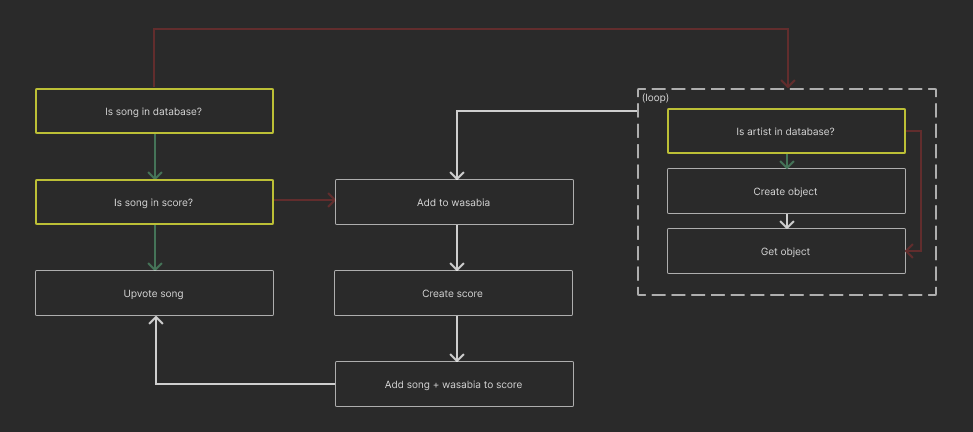 Is song in database?
Is song in score?
Upvote song
Add to wasabia
Create score
Add song + wasabia to score
(loop)
Is artist in database?
Create object
Get object